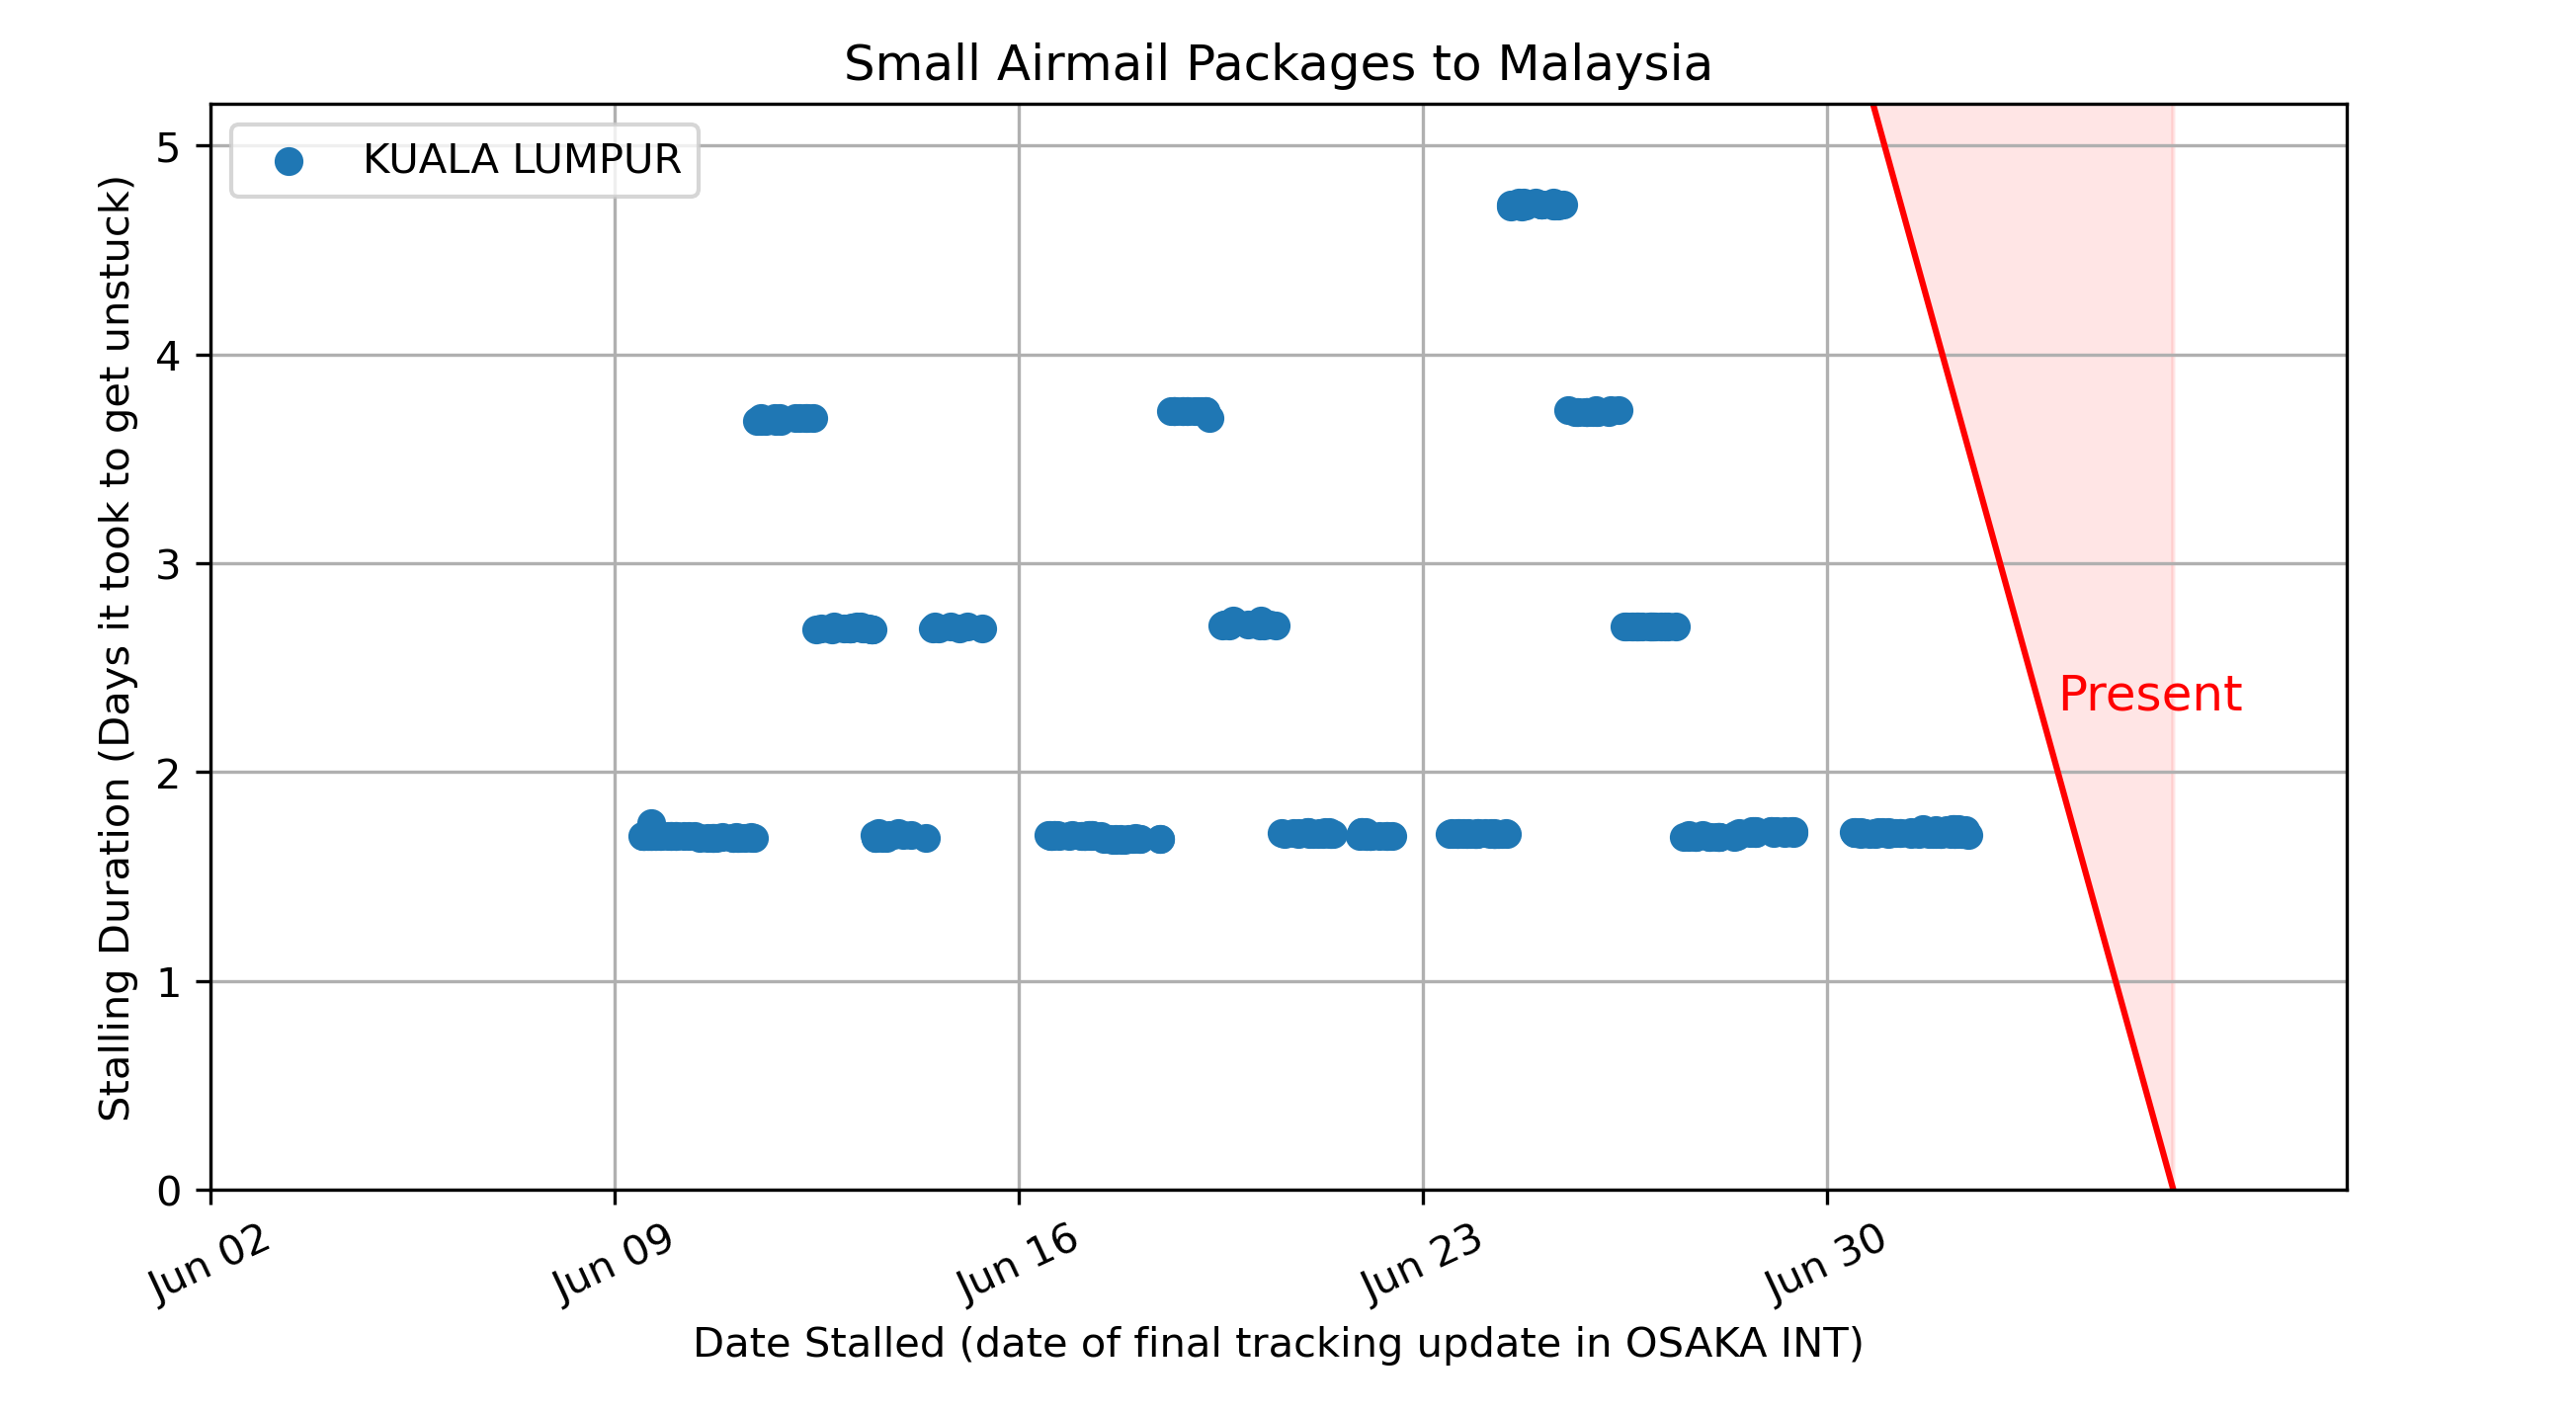 Small Airmail Packages to Malaysia
KUALA LUMPUR
Stalling Duration (Days it took to get unstuck)
5
4
3
2
1
0
Present
Jun 02
Jun 09
Jun 16
Jun 23
Jun 30
Date Stalled (date of final tracking update in OSAKA INT)